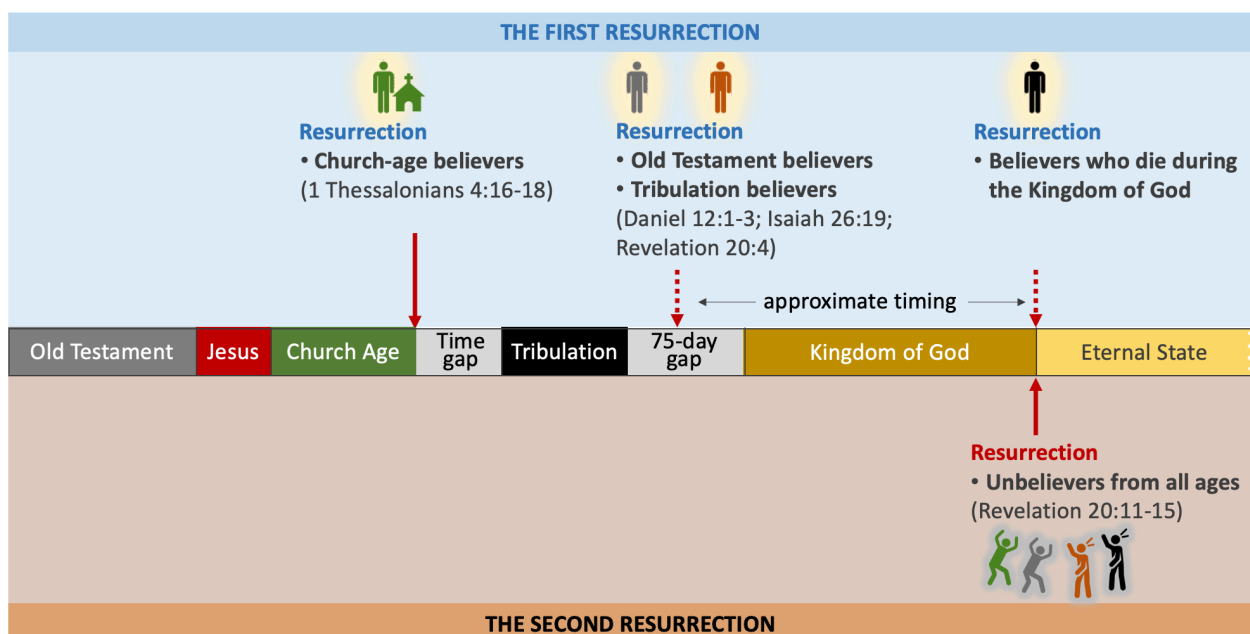 THE FIRST RESURRECTION
Resurrection
• Church-age believers
(1 Thessalonians 4:16-18)
Resurrection
• Old Testament believers
• Tribulation believers
(Daniel 12:1-3; Isaiah 26:19;
Revelation 20:4)
Resurrection
• Believers who die during
the Kingdom of God
approximate timing
Old Testament
Jesus
Church Age
Time
gap
Tribulation
75-day
gap
Kingdom of God
Eternal State
Resurrection
• Unbelievers from all ages
(Revelation 20:11-15)
THE SECOND RESURRECTION